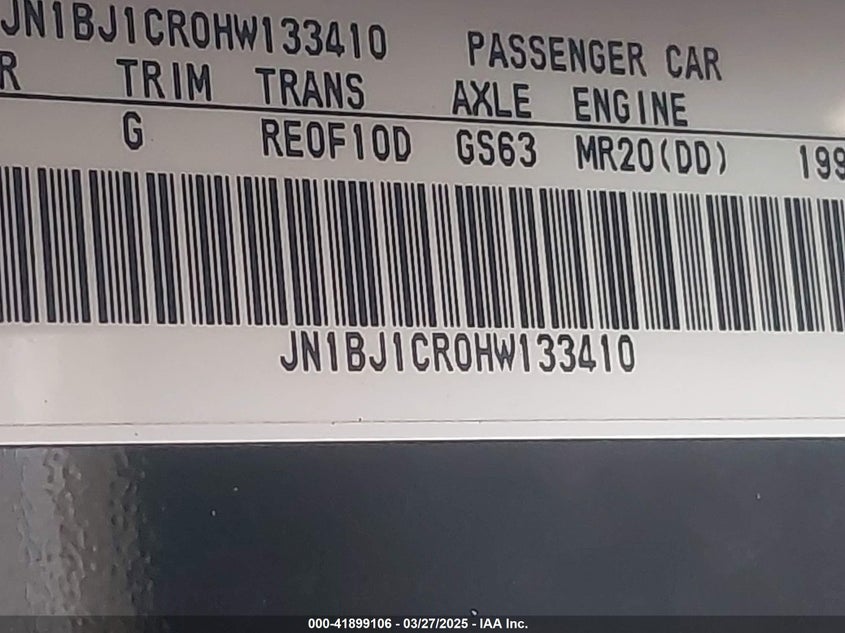 JN1BJ1CR0HW133410 PASSENGER CAR
R TRIM TRANS AXLE ENGINE
G RE0F10D GS63 MR20(DD) 199
JN1BJ1CR0HW133410
000-41899106 - 03/27/2025 - IAA Inc.